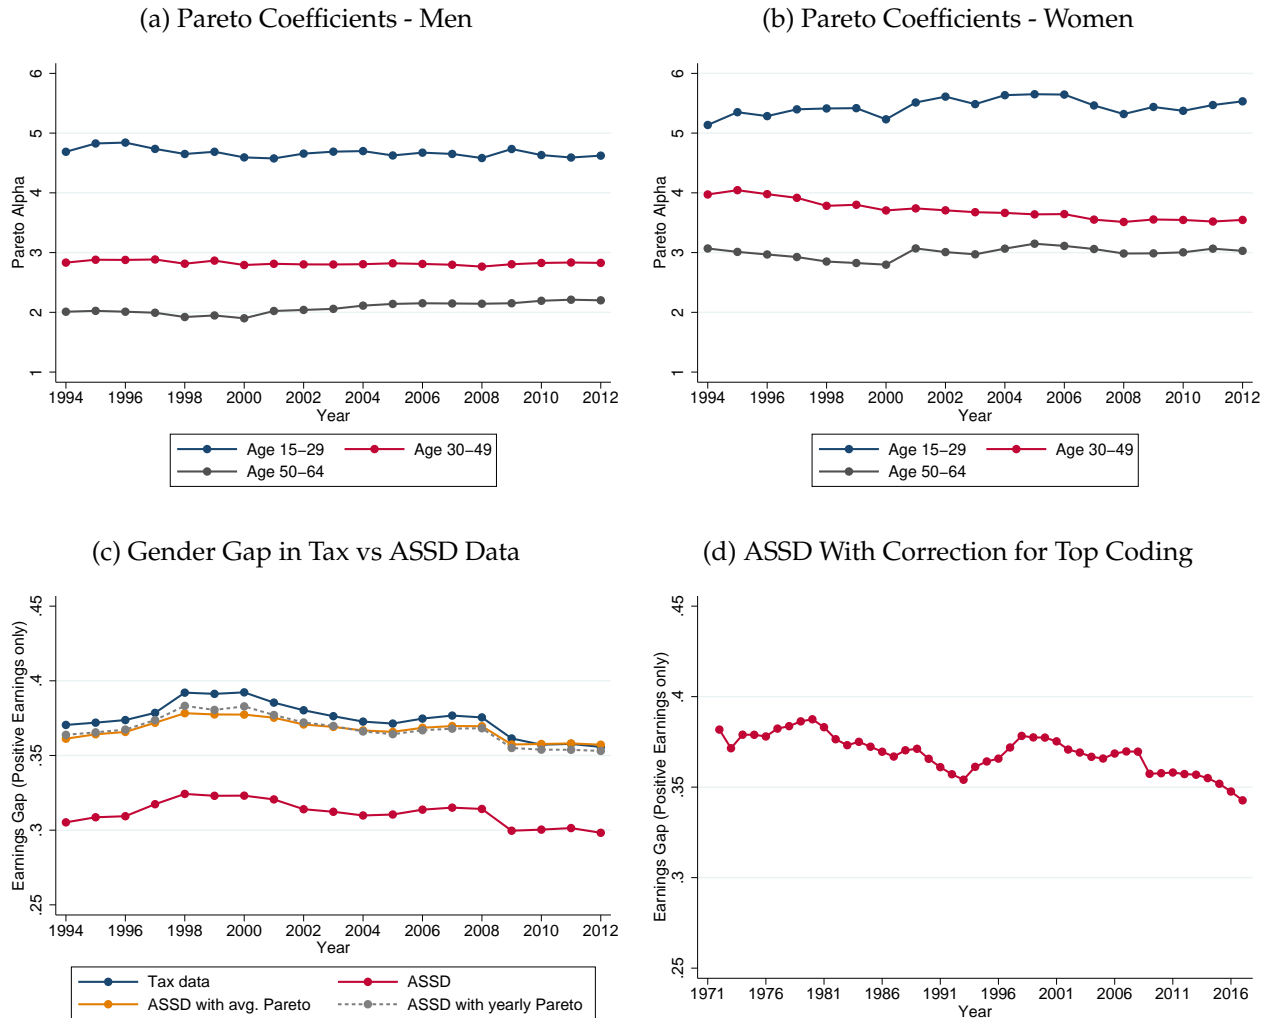 (a) Pareto Coefficients - Men
Pareto Alpha
6
5
4
3
2
1
1994 1996 1998 2000 2002 2004 2006 2008 2010 2012
Year
Age 15–29 Age 30–49
Age 50–64
(b) Pareto Coefficients - Women
Pareto Alpha
6
5
4
3
2
1
1994 1996 1998 2000 2002 2004 2006 2008 2010 2012
Year
Age 15–29 Age 30–49
Age 50–64
(c) Gender Gap in Tax vs ASSD Data
Earnings Gap (Positive Earnings only)
.45
.4
.35
.3
.25
1994 1996 1998 2000 2002 2004 2006 2008 2010 2012
Year
Tax data ASSD
ASSD with avg. Pareto ASSD with yearly Pareto
(d) ASSD With Correction for Top Coding
Earnings Gap (Positive Earnings only)
.45
.4
.35
.3
.25
1971 1976 1981 1986 1991 1996 2001 2006 2011 2016
Year